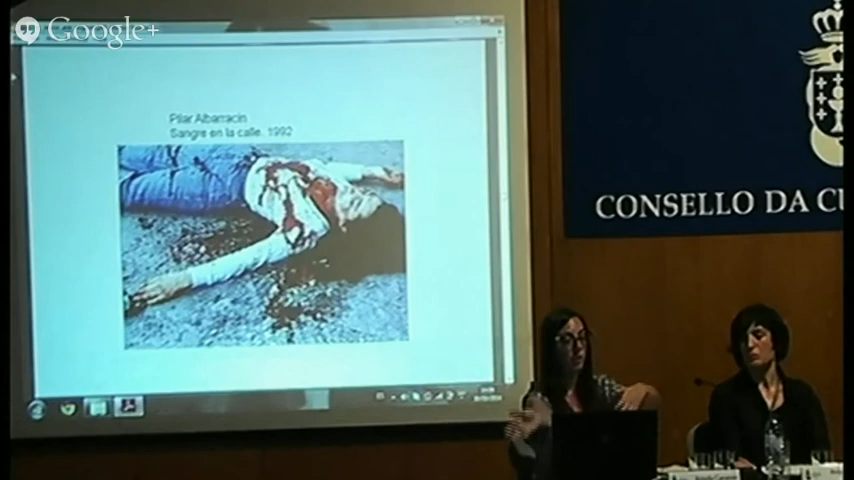 Google+
Pilar Albarracín
Sangre en la calle. 1992
CONSELLO DA CU